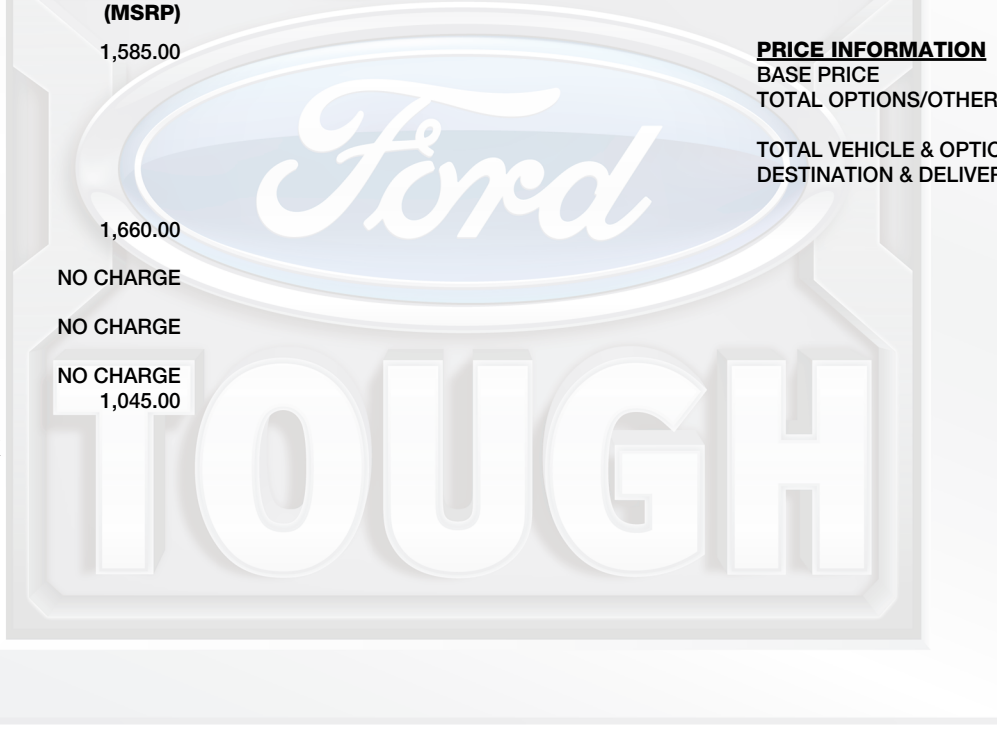 (MSRP)
1,585.00
1,660.00
NO CHARGE
NO CHARGE
NO CHARGE
1,045.00
PRICE INFORMATION
BASE PRICE
TOTAL OPTIONS/OTHER
TOTAL VEHICLE & OPTIO
DESTINATION & DELIVER
Ford
TOUGH